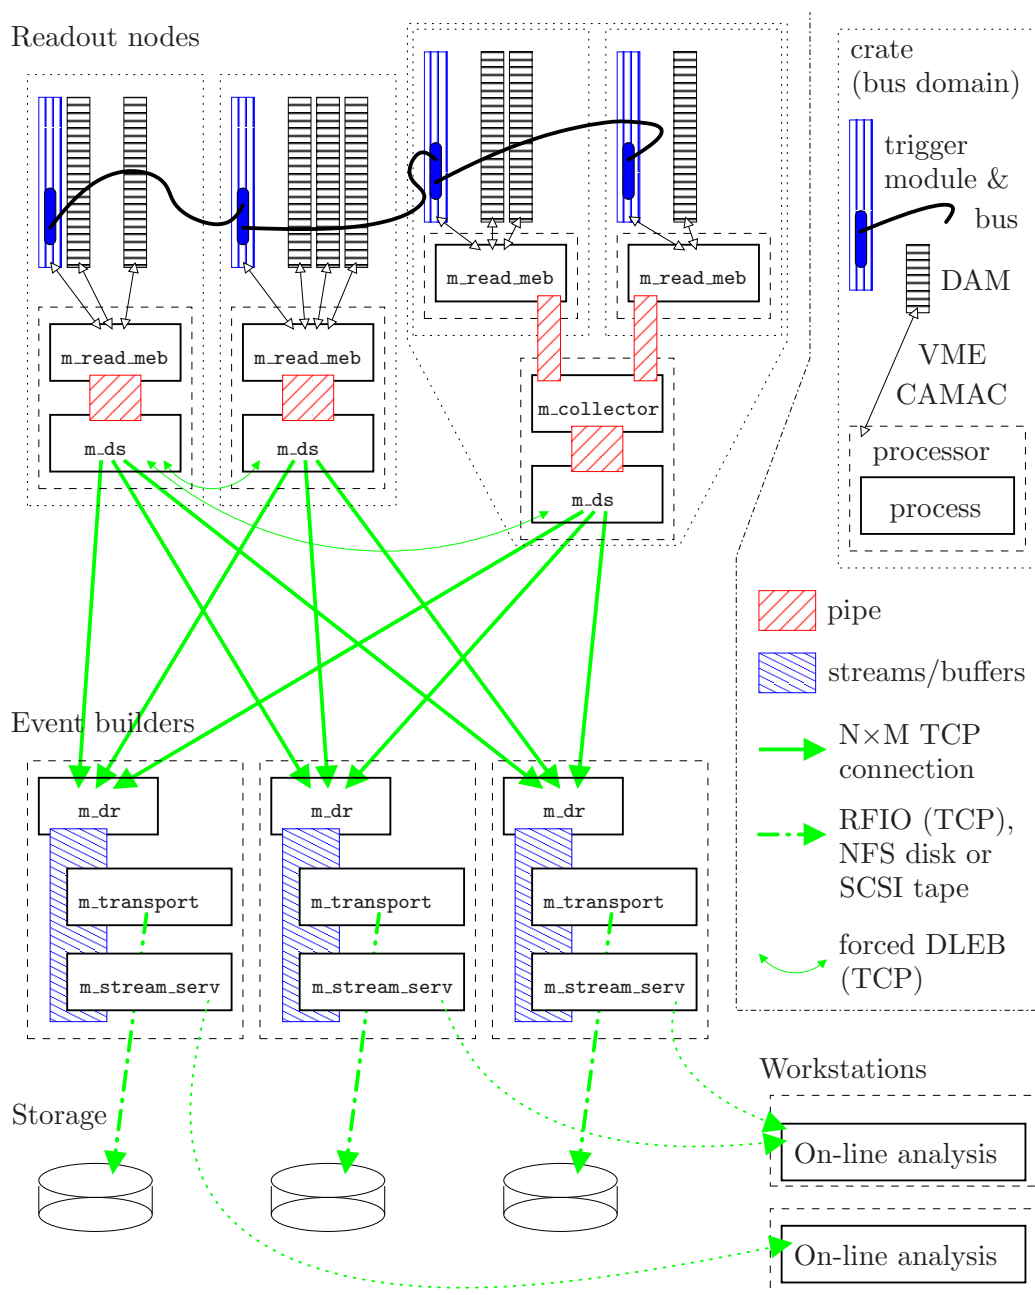 Readout nodes
crate
(bus domain)
trigger
module &
bus
DAM
VME
CAMAC
processor
process
m_read_meb
m_read_meb
m_read_meb
m_read_meb
m_collector
m_ds
m_ds
m_ds
pipe
streams/buffers
N×M TCP
connection
RFIO (TCP),
NFS disk or
SCSI tape
forced DLEB
(TCP)
Event builders
m_dr
m_dr
m_dr
m_transport
m_transport
m_transport
m_stream_serv
m_stream_serv
m_stream_serv
Workstations
Storage
On-line analysis
On-line analysis